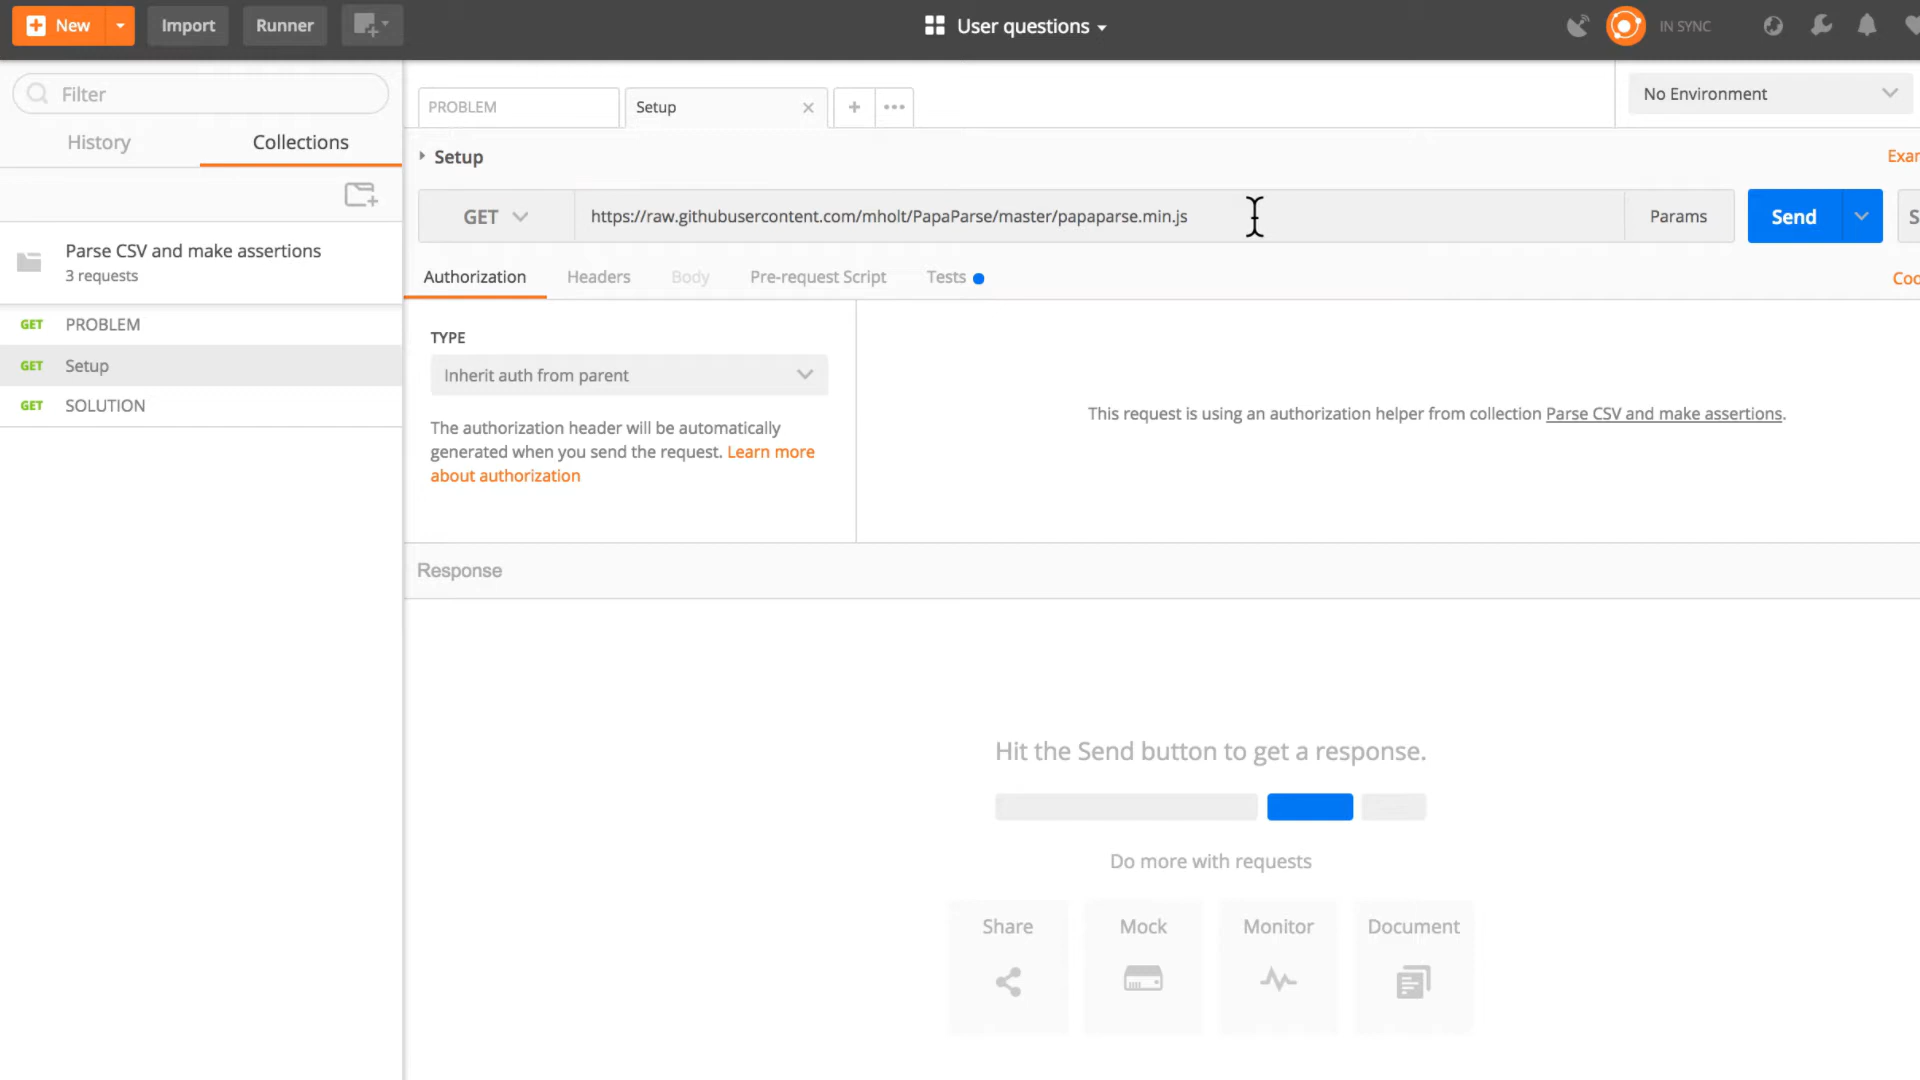 New
Import
Runner
User questions
IN SYNC
Filter
History
Collections
Parse CSV and make assertions
3 requests
GET PROBLEM
GET Setup
GET SOLUTION
PROBLEM
Setup
No Environment
Setup
Exam
GET
https://raw.githubusercontent.com/mholt/PapaParse/master/papaparse.min.js
Params
Send
S
Authorization
Headers
Body
Pre-request Script
Tests
Coo
TYPE
Inherit auth from parent
The authorization header will be automatically
generated when you send the request. Learn more
about authorization
This request is using an authorization helper from collection Parse CSV and make assertions.
Response
Hit the Send button to get a response.
Do more with requests
Share
Mock
Monitor
Document